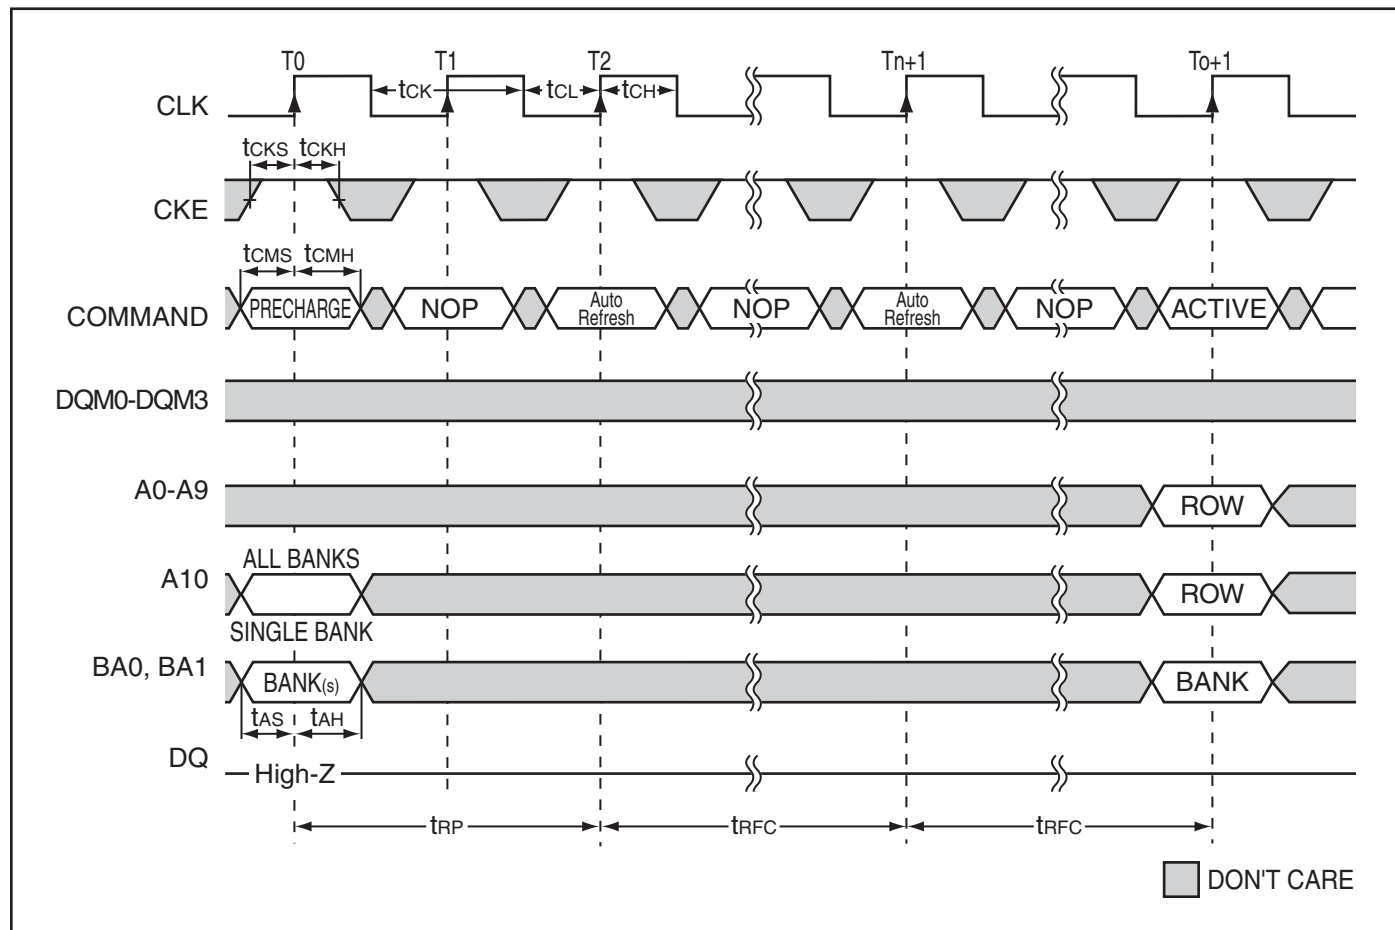 T0 T1 T2 Tn+1 To+1
CLK tCK tCL tCH
tCKS tCKH
CKE
tCMS tCMH
COMMAND PRECHARGE NOP Auto Refresh NOP Auto Refresh NOP ACTIVE
DQM0-DQM3
A0-A9 ROW
ALL BANKS
A10 ROW
SINGLE BANK
BA0, BA1 BANK(s) BANK
tAS tAH
DQ High-Z
tRP tRFC tRFC
DON'T CARE